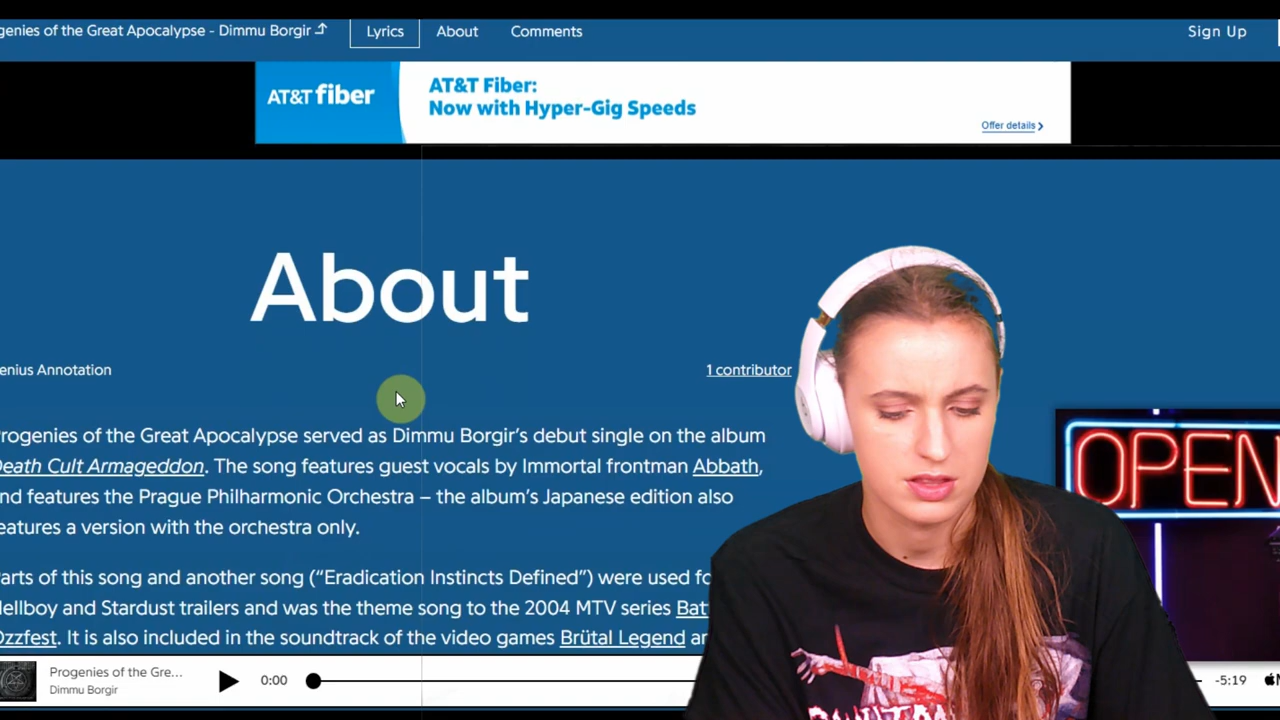 genies of the Great Apocalypse - Dimmu Borgir
Lyrics
About
Comments
Sign Up
AT&T fiber
AT&T Fiber:
Now with Hyper-Gig Speeds
Offer details
About
enius Annotation
1 contributor
rogenies of the Great Apocalypse served as Dimmu Borgir's debut single on the album
eath Cult Armageddon. The song features guest vocals by Immortal frontman Abbath,
nd features the Prague Philharmonic Orchestra – the album's Japanese edition also
eatures a version with the orchestra only.
arts of this song and another song ("Eradication Instincts Defined") were used fo
ellboy and Stardust trailers and was the theme song to the 2004 MTV series Bat
Ozzfest. It is also included in the soundtrack of the video games Brütal Legend an
OPEN
Progenies of the Gre...
Dimmu Borgir
0:00
-5:19